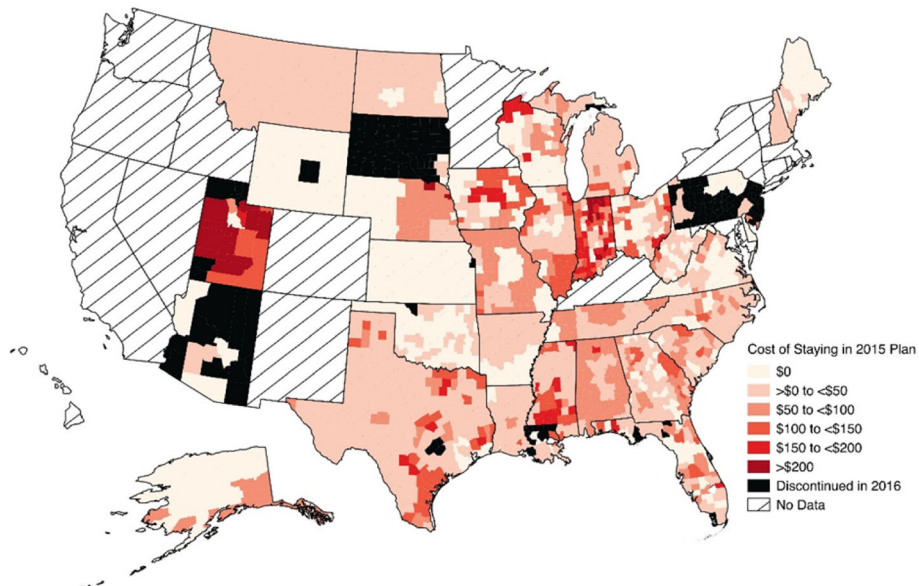 Cost of Staying in 2015 Plan
$0
>$0 to <$50
$50 to <$100
$100 to <$150
$150 to <$200
>$200
Discontinued in 2016
No Data